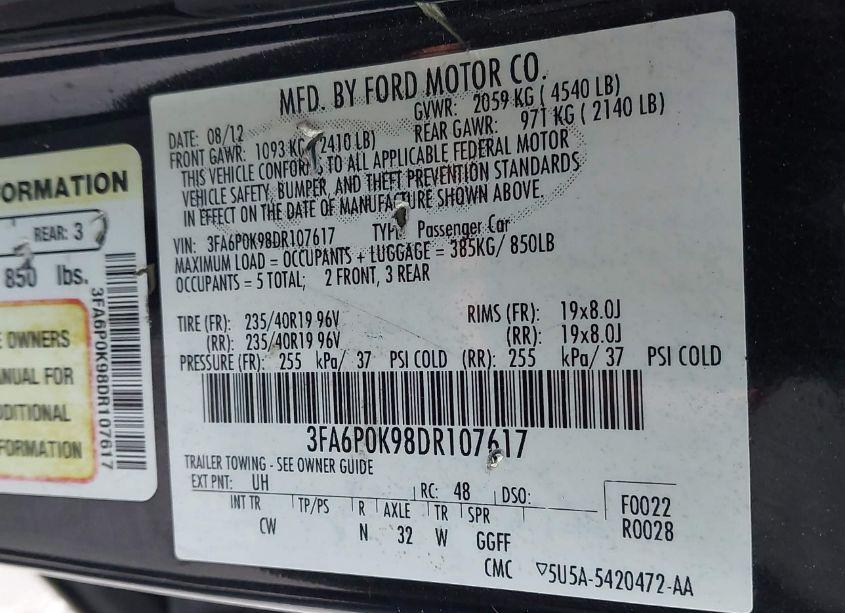 ORMATION
REAR: 3
850 lbs.
E OWNERS
ANUAL FOR
DDITIONAL
FORMATION
3FA6P0K98DR107617
MFD. BY FORD MOTOR CO.
DATE: 08/12 GVWR: 2059 KG ( 4540 LB)
FRONT GAWR: 1093 KG (2410 LB) REAR GAWR: 971 KG ( 2140 LB)
THIS VEHICLE CONFORMS TO ALL APPLICABLE FEDERAL MOTOR
VEHICLE SAFETY, BUMPER, AND THEFT PREVENTION STANDARDS
IN EFFECT ON THE DATE OF MANUFACTURE SHOWN ABOVE.
VIN: 3FA6P0K98DR107617 TYPE: Passenger Car
MAXIMUM LOAD = OCCUPANTS + LUGGAGE = 385KG/ 850LB
OCCUPANTS = 5 TOTAL; 2 FRONT, 3 REAR
TIRE (FR): 235/40R19 96V RIMS (FR): 19x8.0J
(RR): 235/40R19 96V (RR): 19x8.0J
PRESSURE (FR): 255 kPa/ 37 PSI COLD (RR): 255 kPa/ 37 PSI COLD
3FA6P0K98DR107617
TRAILER TOWING - SEE OWNER GUIDE
EXT PNT: UH RC: 48 DSO: F0022
INT TR TP/PS R AXLE TR SPR R0028
CW N 32 W GGFF
CMC ▽5U5A-5420472-AA